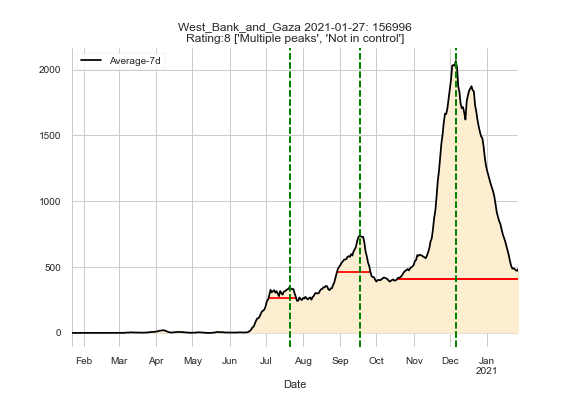 West_Bank_and_Gaza 2021-01-27: 156996
Rating:8 ['Multiple peaks', 'Not in control']
Average-7d
2000
1500
1000
500
0
Feb Mar Apr May Jun Jul Aug Sep Oct Nov Dec Jan
2021
Date